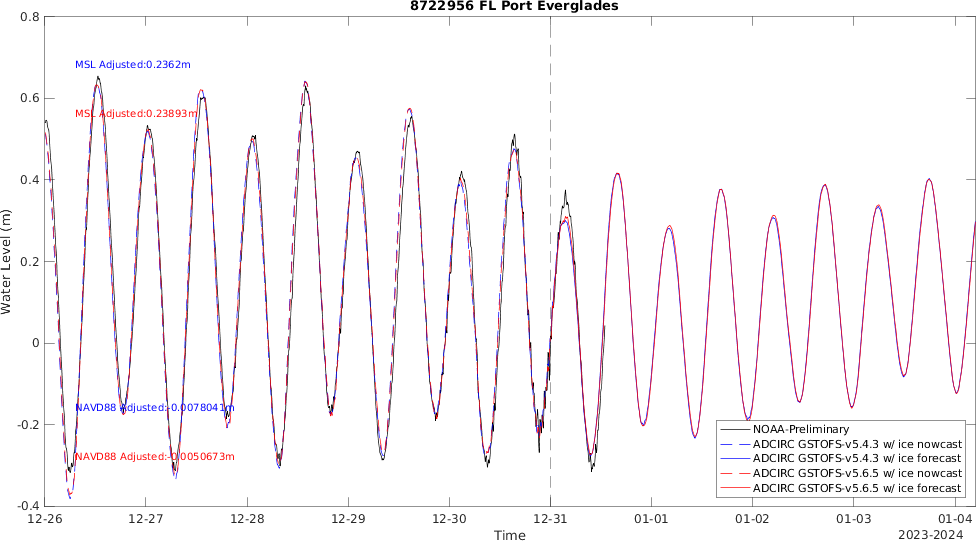 8722956 FL Port Everglades
Water Level (m)
0.8
0.6
0.4
0.2
0
-0.2
-0.4
MSL Adjusted:0.2362m
MSL Adjusted:0.23893m
NAVD88 Adjusted:-0.0078041m
NAVD88 Adjusted:-0.0050673m
NOAA-Preliminary
ADCIRC GSTOFS-v5.4.3 w/ ice nowcast
ADCIRC GSTOFS-v5.4.3 w/ ice forecast
ADCIRC GSTOFS-v5.6.5 w/ ice nowcast
ADCIRC GSTOFS-v5.6.5 w/ ice forecast
12-26 12-27 12-28 12-29 12-30 12-31 01-01 01-02 01-03 01-04
Time
2023-2024